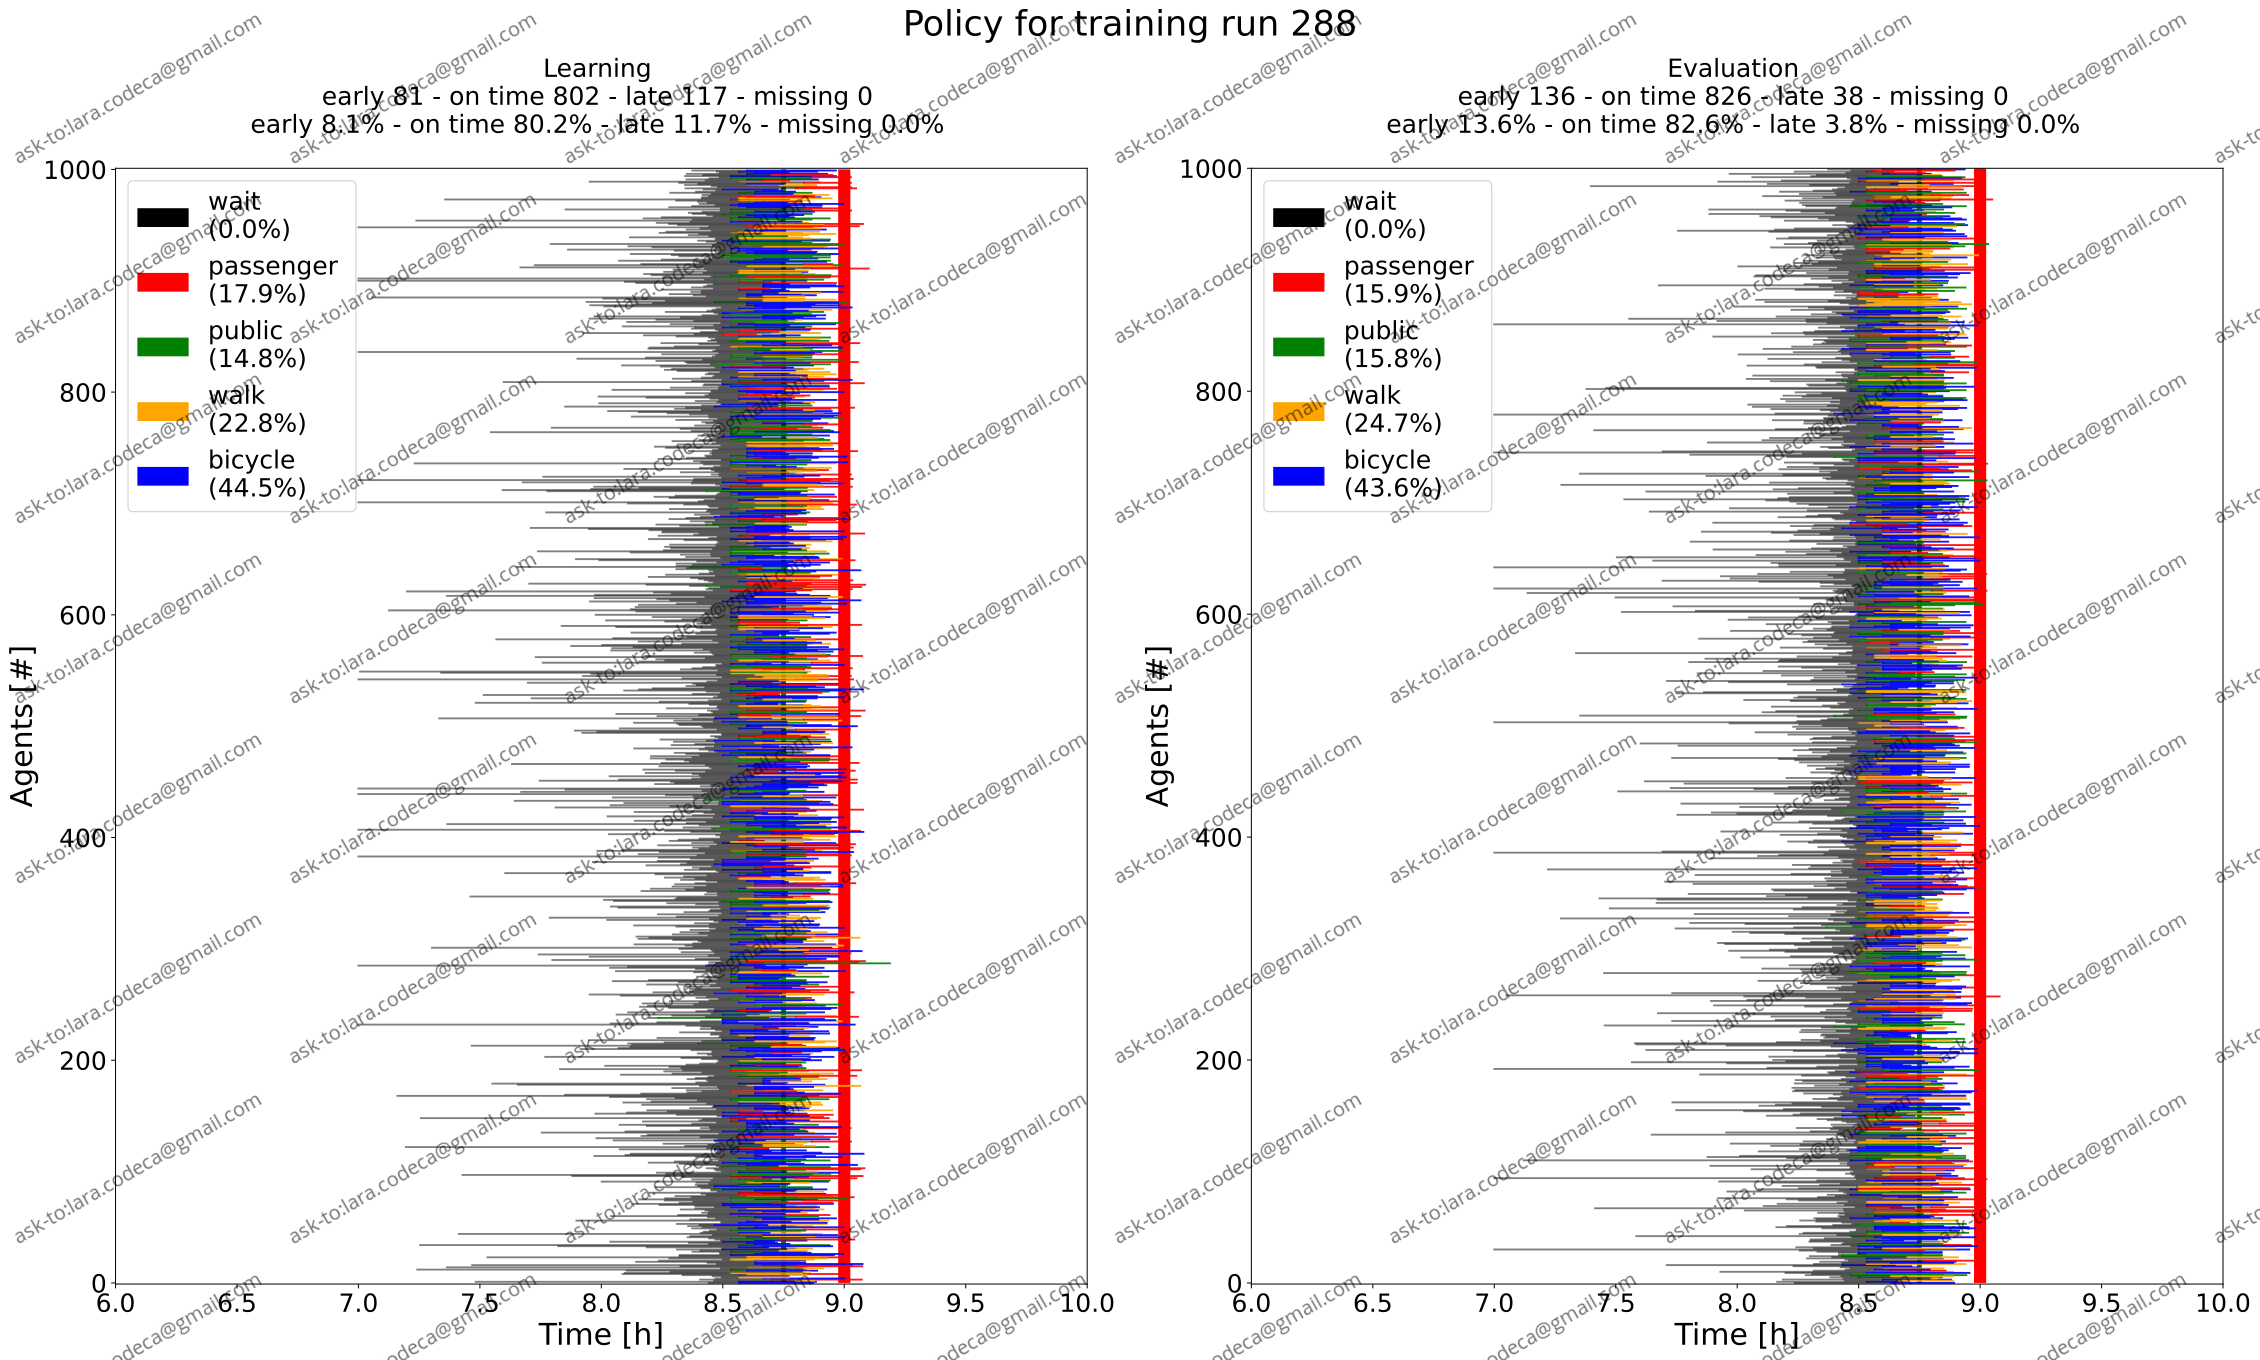 Policy for training run 288
Learning
early 81 - on time 802 - late 117 - missing 0
early 8.1% - on time 80.2% - late 11.7% - missing 0.0%
1000
800
600
400
200
0
wait
(0.0%)
passenger
(17.9%)
public
(14.8%)
walk
(22.8%)
bicycle
(44.5%)
Agents [#]
6.0 6.5 7.0 7.5 8.0 8.5 9.0 9.5 10.0
Time [h]
Evaluation
early 136 - on time 826 - late 38 - missing 0
early 13.6% - on time 82.6% - late 3.8% - missing 0.0%
1000
800
600
400
200
0
wait
(0.0%)
passenger
(15.9%)
public
(15.8%)
walk
(24.7%)
bicycle
(43.6%)
Agents [#]
6.0 6.5 7.0 7.5 8.0 8.5 9.0 9.5 10.0
Time [h]
ask-to:lara.codeca@gmail.com